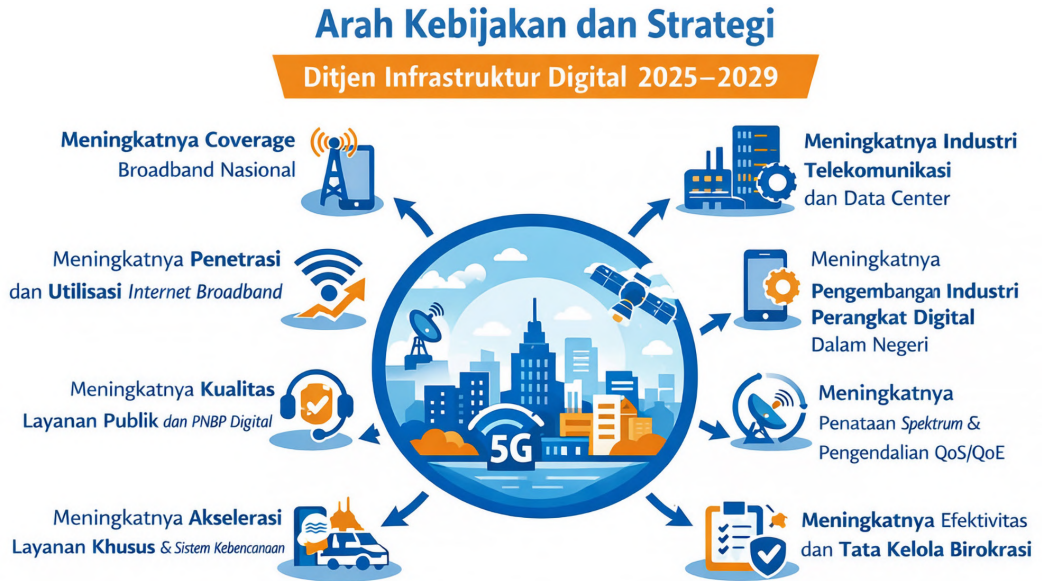 Arah Kebijakan dan Strategi
Ditjen Infrastruktur Digital 2025–2029
Meningkatnya Coverage
Broadband Nasional
Meningkatnya Penetrasi
dan Utilisasi Internet Broadband
Meningkatnya Kualitas
Layanan Publik dan PNBP Digital
Meningkatnya Akselerasi
Layanan Khusus & Sistem Kebencanaan
5G
Meningkatnya Industri
Telekomunikasi
dan Data Center
Meningkatnya
Pengembangan Industri
Perangkat Digital
Dalam Negeri
Meningkatnya
Penataan Spektrum &
Pengendalian QoS/QoE
Meningkatnya Efektivitas
dan Tata Kelola Birokrasi